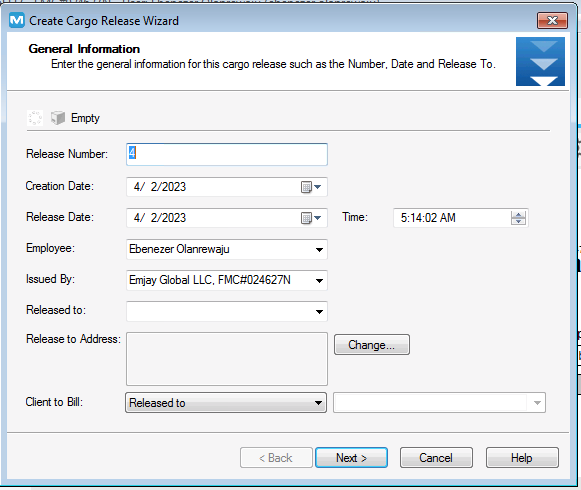 M Create Cargo Release Wizard
General Information
Enter the general information for this cargo release such as the Number, Date and Release To.
Empty
Release Number: 4
Creation Date: 4/ 2/2023
Release Date: 4/ 2/2023 Time: 5:14:02 AM
Employee: Ebenezer Olanrewaju
Issued By: Emjay Global LLC, FMC#024627N
Released to:
Release to Address: Change...
Client to Bill: Released to
< Back Next > Cancel Help